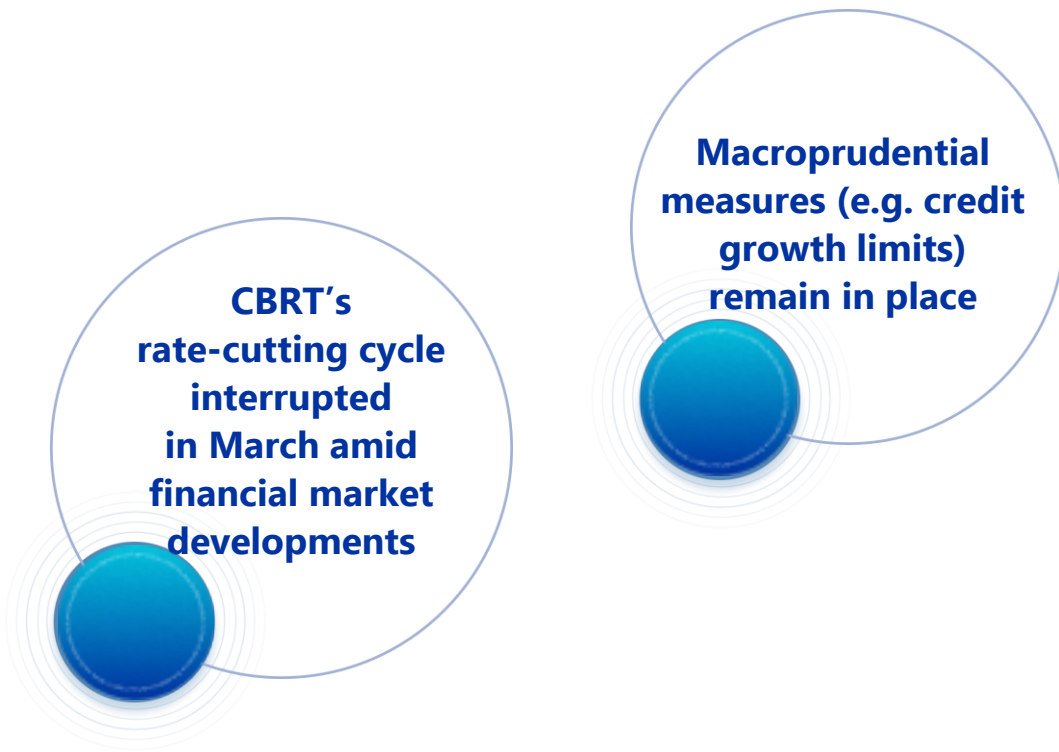 CBRT’s
rate-cutting cycle
interrupted
in March amid
financial market
developments
Macroprudential
measures (e.g. credit
growth limits)
remain in place